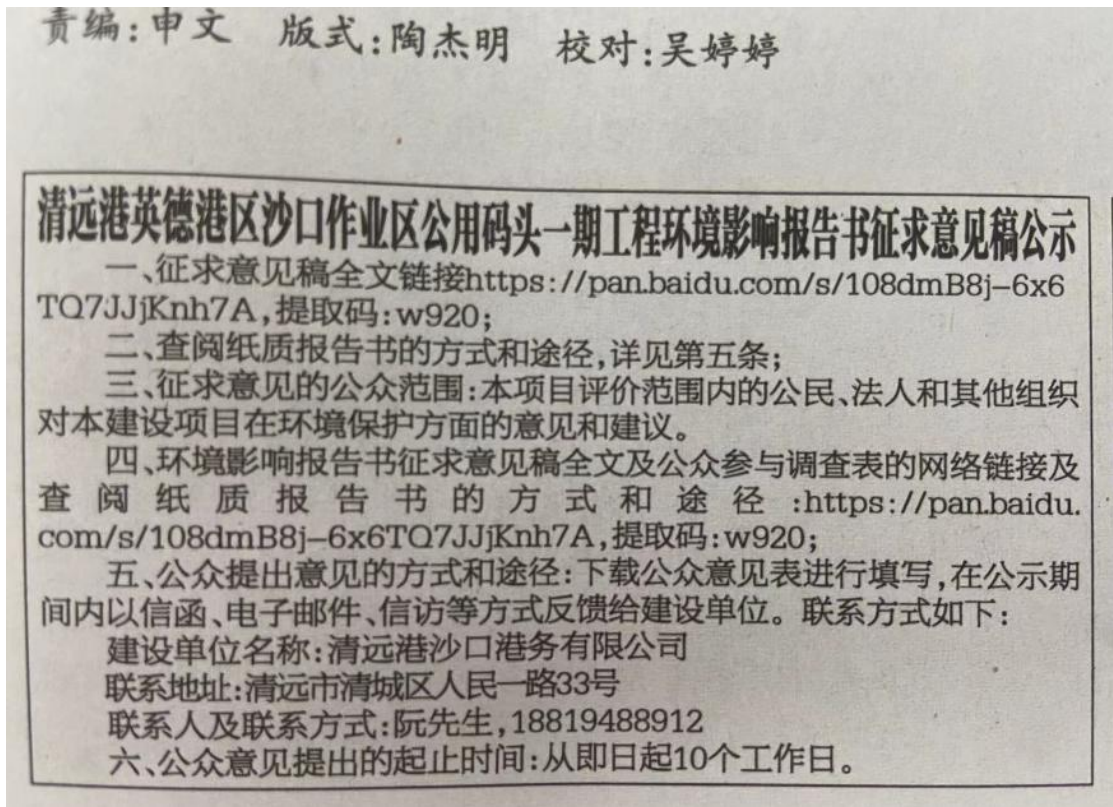 责编:申文 版式:陶杰明 校对:吴婷婷
清远港英德港区沙口作业区公用码头一期工程环境影响报告书征求意见稿公示
一、征求意见稿全文链接https://pan.baidu.com/s/108dmB8j-6x6
TQ7JJjKnh7A,提取码:w920;
二、查阅纸质报告书的方式和途径,详见第五条;
三、征求意见的公众范围:本项目评价范围内的公民、法人和其他组织
对本建设项目在环境保护方面的意见和建议。
四、环境影响报告书征求意见稿全文及公众参与调查表的网络链接及
查阅纸质报告书的方式和途径:https://pan.baidu.
com/s/108dmB8j-6x6TQ7JJjKnh7A,提取码:w920;
五、公众提出意见的方式和途径:下载公众意见表进行填写,在公示期
间内以信函、电子邮件、信访等方式反馈给建设单位。联系方式如下:
建设单位名称:清远港沙口港务有限公司
联系地址:清远市清城区人民一路33号
联系人及联系方式:阮先生,18819488912
六、公众意见提出的起止时间:从即日起10个工作日。